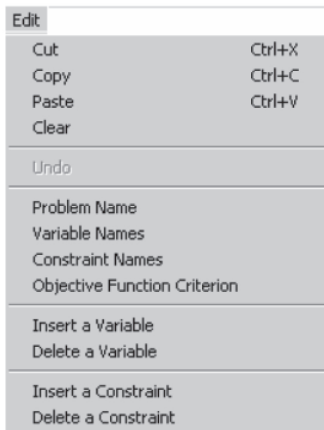 Edit
Cut Ctrl+X
Copy Ctrl+C
Paste Ctrl+V
Clear
Undo
Problem Name
Variable Names
Constraint Names
Objective Function Criterion
Insert a Variable
Delete a Variable
Insert a Constraint
Delete a Constraint